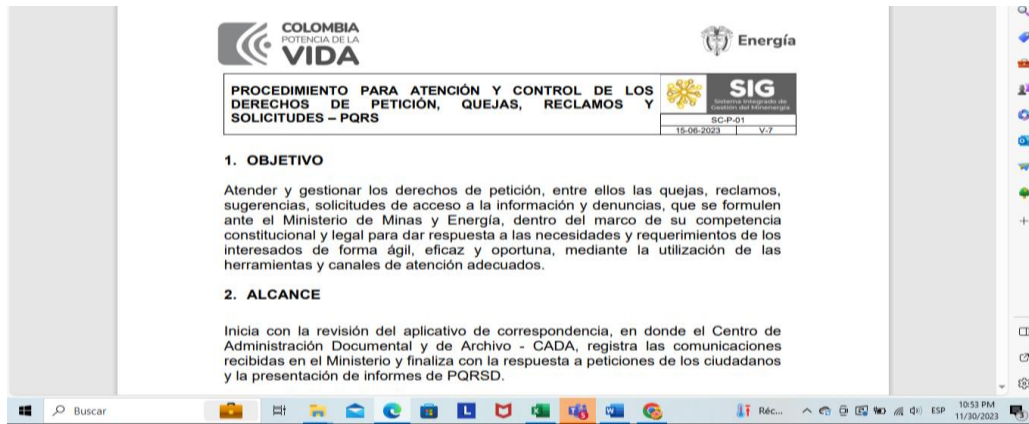 COLOMBIA
POTENCIA DE LA
VIDA
Energía
PROCEDIMIENTO PARA ATENCIÓN Y CONTROL DE LOS
DERECHOS DE PETICIÓN, QUEJAS, RECLAMOS Y
SOLICITUDES – PQRS
SIG
Sistema Integrado de
Gestión del Minenergía
SC-P-01
15-06-2023 V-7
1. OBJETIVO
Atender y gestionar los derechos de petición, entre ellos las quejas, reclamos,
sugerencias, solicitudes de acceso a la información y denuncias, que se formulen
ante el Ministerio de Minas y Energía, dentro del marco de su competencia
constitucional y legal para dar respuesta a las necesidades y requerimientos de los
interesados de forma ágil, eficaz y oportuna, mediante la utilización de las
herramientas y canales de atención adecuados.
2. ALCANCE
Inicia con la revisión del aplicativo de correspondencia, en donde el Centro de
Administración Documental y de Archivo - CADA, registra las comunicaciones
recibidas en el Ministerio y finaliza con la respuesta a peticiones de los ciudadanos
y la presentación de informes de PQRSD.
Buscar
L
Réc...
ESP
10:53 PM
11/30/2023